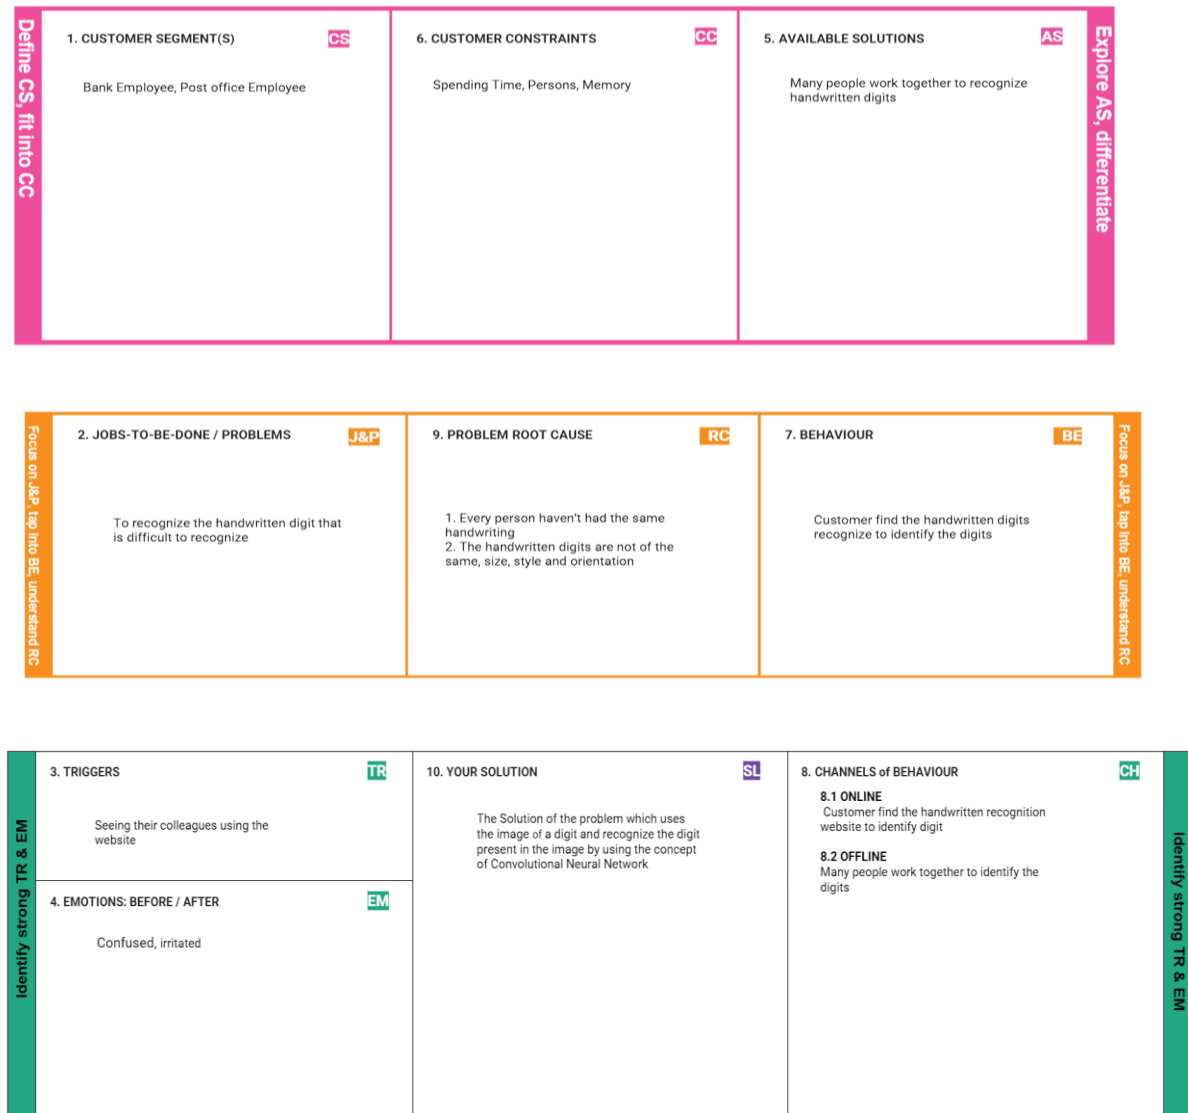 Define CS, fit into CC
1. CUSTOMER SEGMENT(S)
CS
Bank Employee, Post office Employee
6. CUSTOMER CONSTRAINTS
CC
Spending Time, Persons, Memory
5. AVAILABLE SOLUTIONS
AS
Many people work together to recognize
handwritten digits
Explore AS, differentiate
Focus on J&P, tap into BE, understand RC
2. JOBS-TO-BE-DONE / PROBLEMS
J&P
To recognize the handwritten digit that
is difficult to recognize
9. PROBLEM ROOT CAUSE
RC
1. Every person haven't had the same
handwriting
2. The handwritten digits are not of the
same, size, style and orientation
7. BEHAVIOUR
BE
Customer find the handwritten digits
recognize to identify the digits
Focus on J&P, tap into BE, understand RC
Identify strong TR & EM
3. TRIGGERS
TR
Seeing their colleagues using the
website
4. EMOTIONS: BEFORE / AFTER
EM
Confused, irritated
10. YOUR SOLUTION
SL
The Solution of the problem which uses
the image of a digit and recognize the digit
present in the image by using the concept
of Convolutional Neural Network
8. CHANNELS of BEHAVIOUR
CH
8.1 ONLINE
Customer find the handwritten recognition
website to identify digit
8.2 OFFLINE
Many people work together to identify the
digits
Identify strong TR & EM